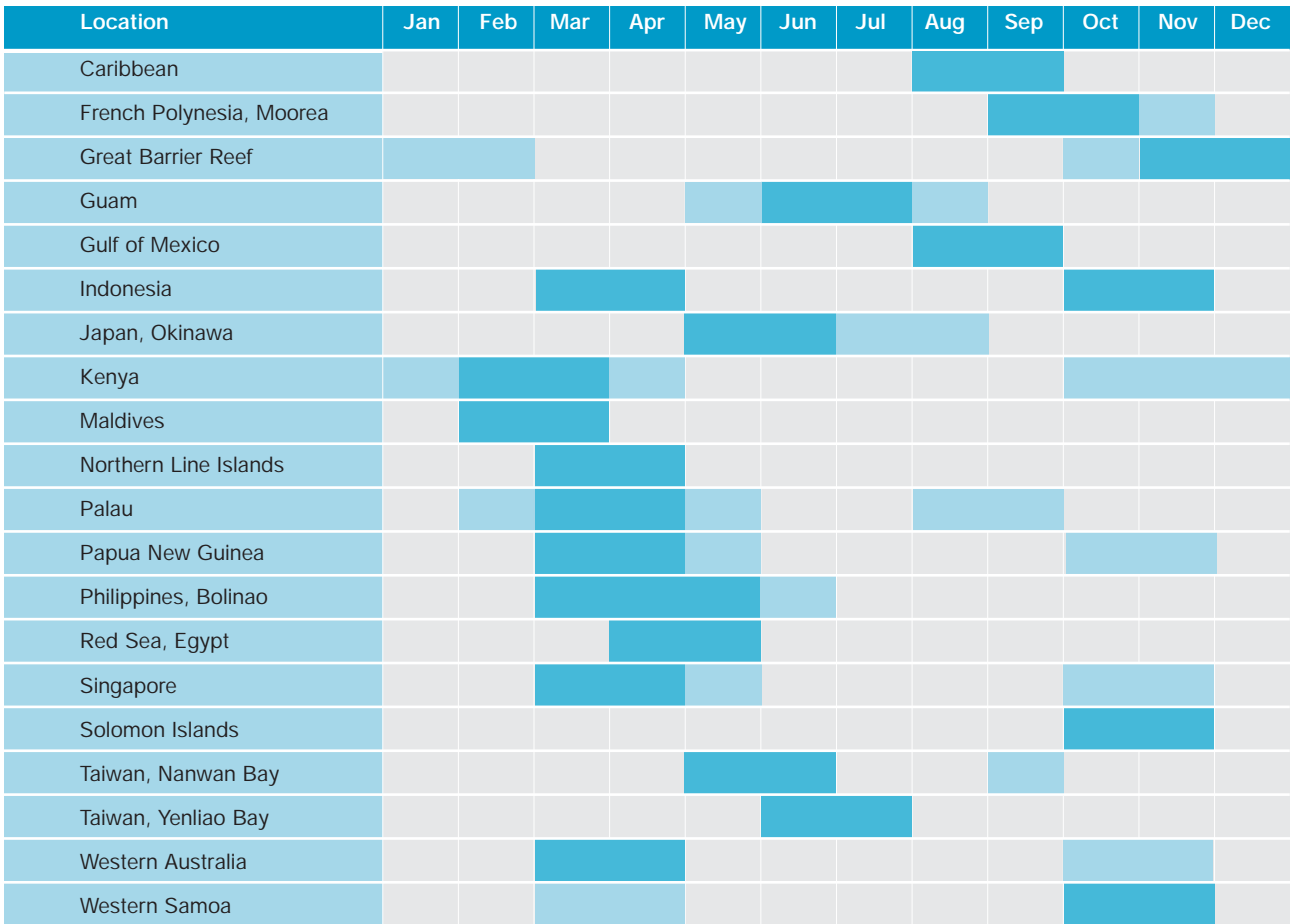 Location Jan Feb Mar Apr May Jun Jul Aug Sep Oct Nov Dec
Caribbean
French Polynesia, Moorea
Great Barrier Reef
Guam
Gulf of Mexico
Indonesia
Japan, Okinawa
Kenya
Maldives
Northern Line Islands
Palau
Papua New Guinea
Philippines, Bolinao
Red Sea, Egypt
Singapore
Solomon Islands
Taiwan, Nanwan Bay
Taiwan, Yenliao Bay
Western Australia
Western Samoa